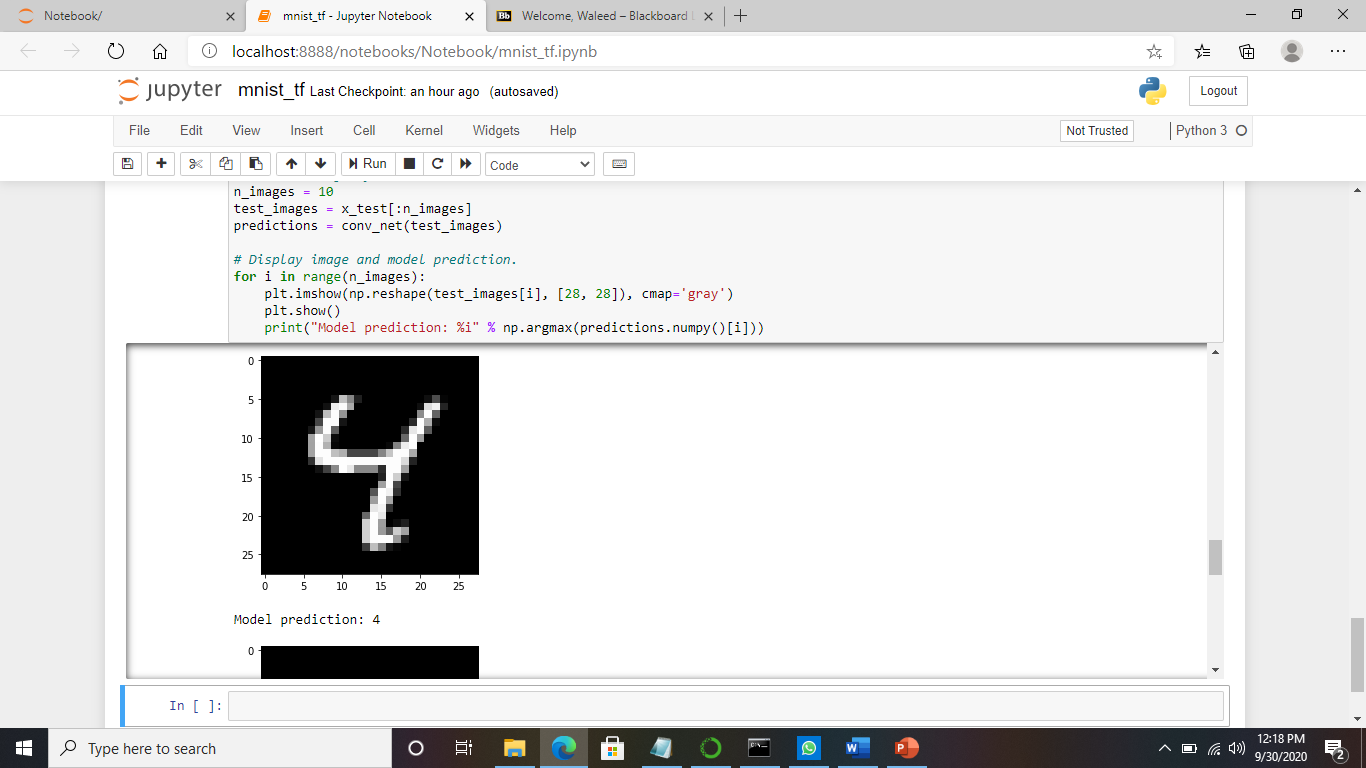 Notebook/
mnist_tf - Jupyter Notebook
Bb Welcome, Waleed – Blackboard
localhost:8888/notebooks/Notebook/mnist_tf.ipynb
jupyter mnist_tf Last Checkpoint: an hour ago (autosaved)
Logout
File Edit View Insert Cell Kernel Widgets Help
Not Trusted
Python 3
Run
Code
n_images = 10
test_images = x_test[:n_images]
predictions = conv_net(test_images)
# Display image and model prediction.
for i in range(n_images):
    plt.imshow(np.reshape(test_images[i], [28, 28]), cmap='gray')
    plt.show()
    print("Model prediction: %i" % np.argmax(predictions.numpy()[i]))
0
5
10
15
20
25
4
0 5 10 15 20 25
Model prediction: 4
0
In [ ]:
Type here to search
12:18 PM
9/30/2020
2